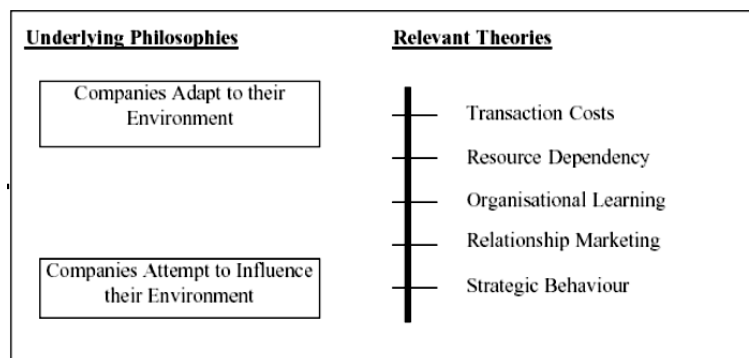 Underlying Philosophies
Relevant Theories
Companies Adapt to their
Environment
Companies Attempt to Influence
their Environment
Transaction Costs
Resource Dependency
Organisational Learning
Relationship Marketing
Strategic Behaviour